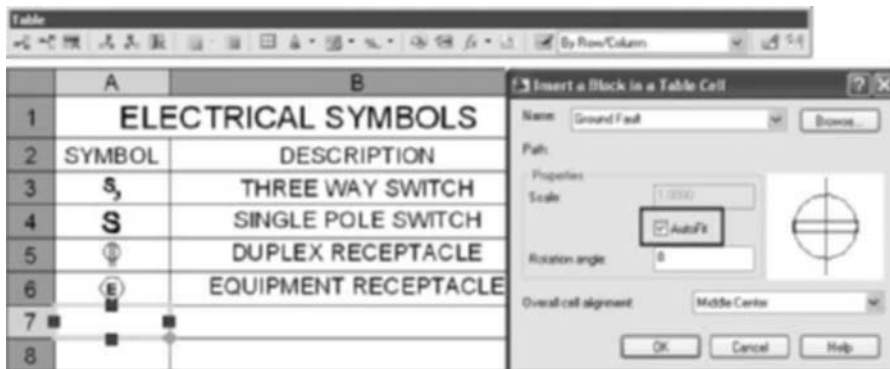 Table
By Row/Column
A B
1 ELECTRICAL SYMBOLS
2 SYMBOL DESCRIPTION
3 S, THREE WAY SWITCH
4 S SINGLE POLE SWITCH
5 DUPLEX RECEPTACLE
6 E EQUIPMENT RECEPTACLE
7
8
Insert a Block in a Table Cell
Name: Ground Fault Browse...
Path:
Properties
Scale: 1.0000
AutoFit
Rotation angle: 0
Overall cell alignment: Middle Center
OK Cancel Help